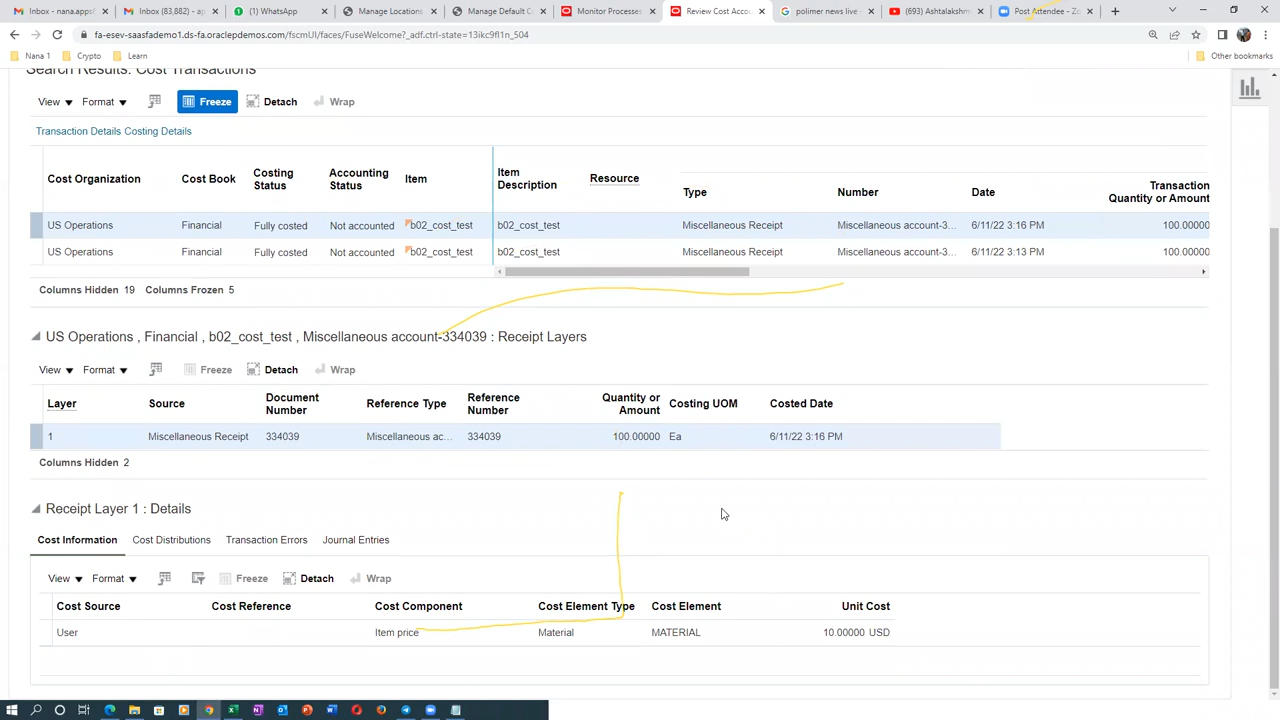 Inbox - nana.apps@
Inbox (83,882) - ap
(1) WhatsApp
Manage Locations
Manage Default C
Monitor Processes
Review Cost Accou
polimer news live -
(693) Ashtalakshm
Post Attendee - Zo
fa-esev-saasfademo1.ds-fa.oraclepdemos.com/fscmUI/faces/FuseWelcome?_adf.ctrl-state=13ikc9fl1n_504
Nana 1 Crypto Learn Other bookmarks
Search Results: Cost Transactions
View Format Freeze Detach Wrap
Transaction Details Costing Details
Cost Organization Cost Book Costing Status Accounting Status Item Item Description Resource Type Number Date Transaction Quantity or Amount
US Operations Financial Fully costed Not accounted b02_cost_test b02_cost_test Miscellaneous Receipt Miscellaneous account-3... 6/11/22 3:16 PM 100.0000
US Operations Financial Fully costed Not accounted b02_cost_test b02_cost_test Miscellaneous Receipt Miscellaneous account-3... 6/11/22 3:13 PM 100.0000
Columns Hidden 19 Columns Frozen 5
US Operations , Financial , b02_cost_test , Miscellaneous account-334039 : Receipt Layers
View Format Freeze Detach Wrap
Layer Source Document Number Reference Type Reference Number Quantity or Amount Costing UOM Costed Date
1 Miscellaneous Receipt 334039 Miscellaneous ac... 334039 100.00000 Ea 6/11/22 3:16 PM
Columns Hidden 2
Receipt Layer 1 : Details
Cost Information Cost Distributions Transaction Errors Journal Entries
View Format Freeze Detach Wrap
Cost Source Cost Reference Cost Component Cost Element Type Cost Element Unit Cost
User Item price Material MATERIAL 10.00000 USD